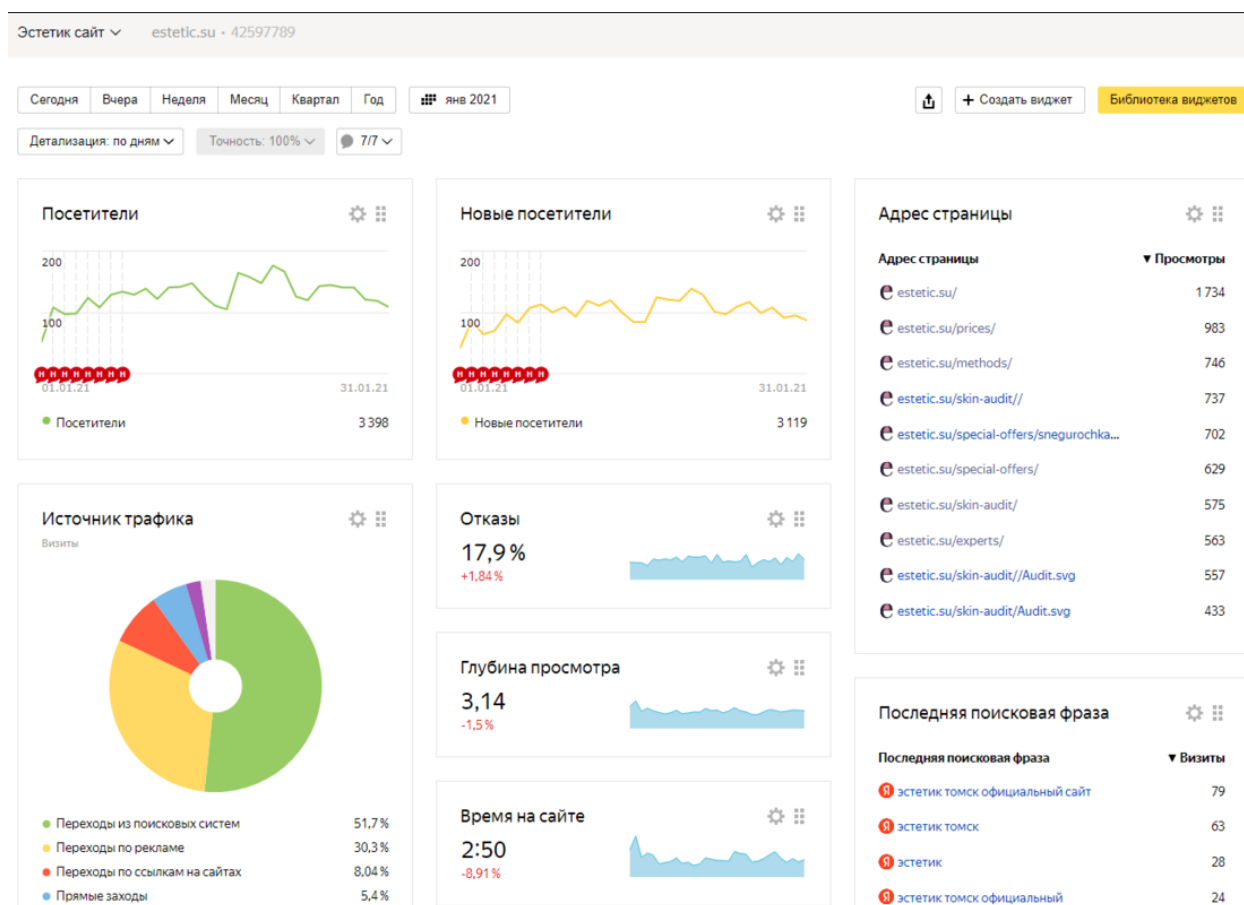 Эстетик сайт estetic.su • 42597789
Сегодня Вчера Неделя Месяц Квартал Год янв 2021 + Создать виджет Библиотека виджетов
Детализация: по дням Точность: 100% 7/7
Посетители
200
100
Н Н Н Н Н Н Н Н
01.01.21 31.01.21
Посетители 3 398
Новые посетители
200
100
Н Н Н Н Н Н Н Н
01.01.21 31.01.21
Новые посетители 3 119
Адрес страницы
Адрес страницы ▼ Просмотры
estetic.su/ 1 734
estetic.su/prices/ 983
estetic.su/methods/ 746
estetic.su/skin-audit// 737
estetic.su/special-offers/snegurochka... 702
estetic.su/special-offers/ 629
estetic.su/skin-audit/ 575
estetic.su/experts/ 563
estetic.su/skin-audit//Audit.svg 557
estetic.su/skin-audit/Audit.svg 433
Источник трафика
Визиты
Переходы из поисковых систем 51,7 %
Переходы по рекламе 30,3 %
Переходы по ссылкам на сайтах 8,04 %
Прямые заходы 5,4 %
Отказы
17,9 %
+1,84 %
Глубина просмотра
3,14
-1,5 %
Время на сайте
2:50
-8,91 %
Последняя поисковая фраза
Последняя поисковая фраза ▼ Визиты
Я эстетик томск официальный сайт 79
Я эстетик томск 63
Я эстетик 28
Я эстетик томск официальный 24